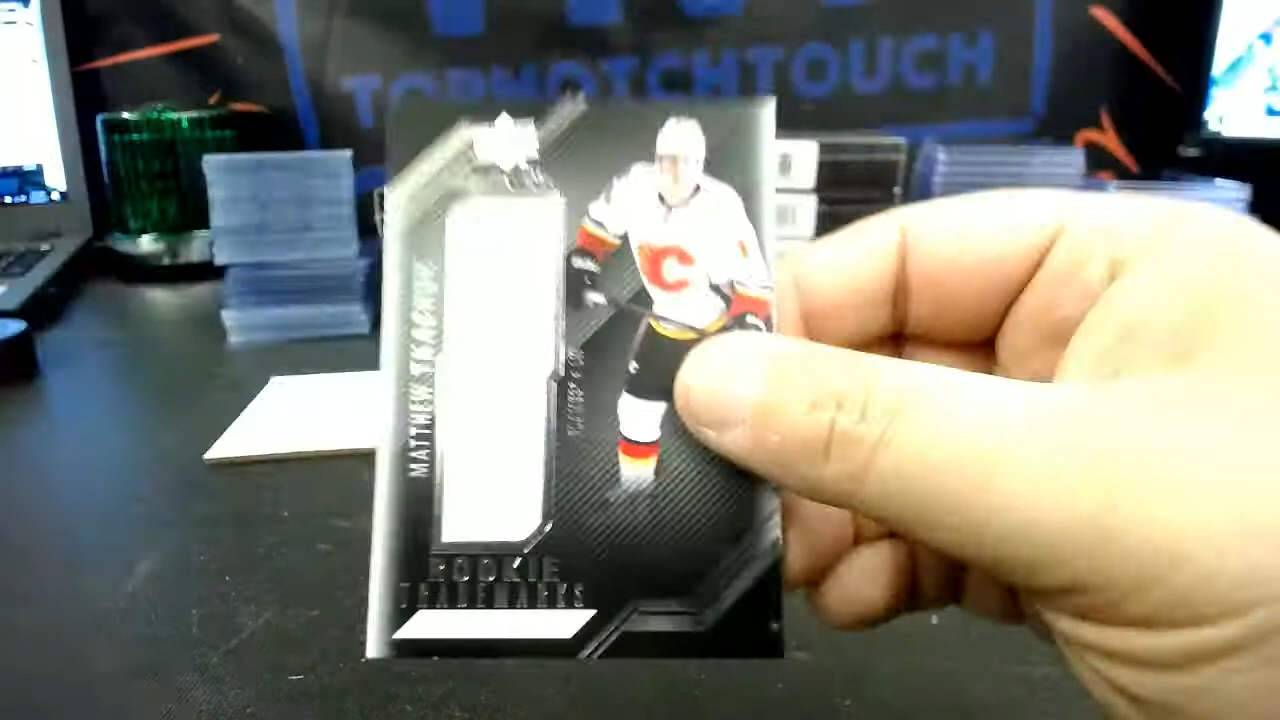 TOPNOTCHTOUCH
MATTHEW TKACHUK
C
ROOKIE
TRADEMARKS